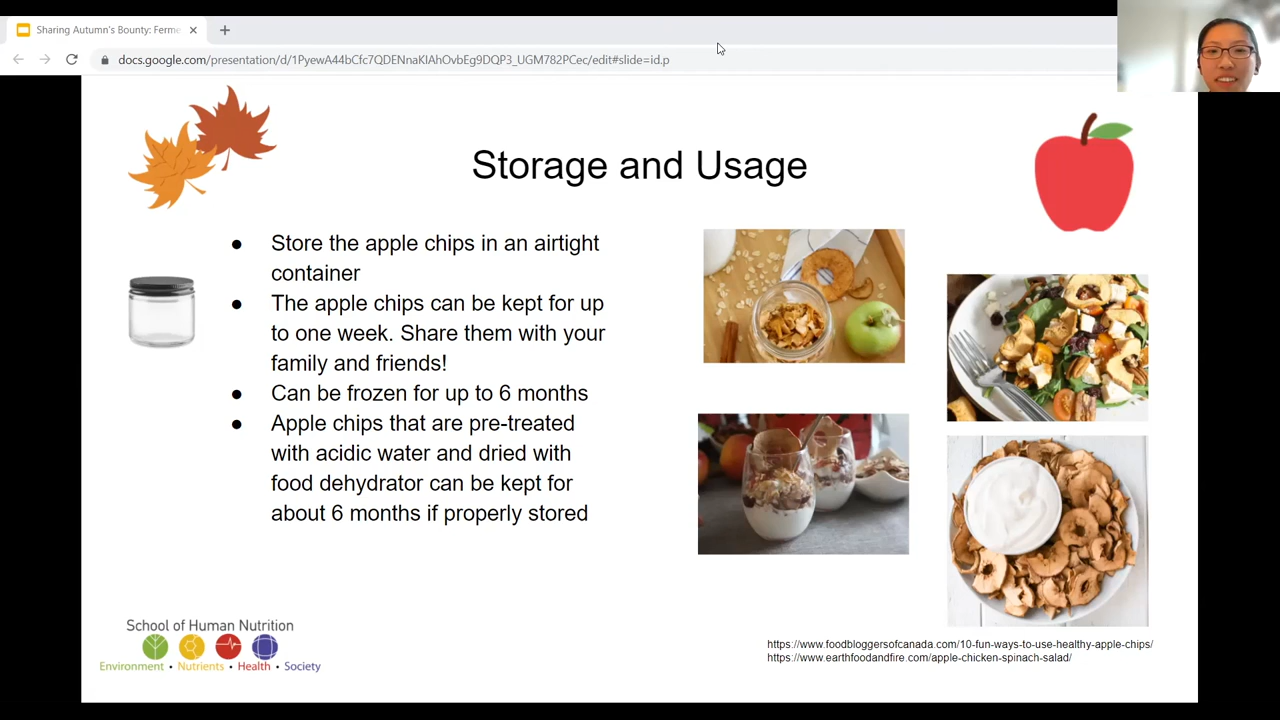 Sharing Autumn's Bounty: Ferme
docs.google.com/presentation/d/1PyewA44bCfc7QDENnaKIAhOvbEg9DQP3_UGM782PCec/edit#slide=id.p
Storage and Usage
● Store the apple chips in an airtight
container
● The apple chips can be kept for up
to one week. Share them with your
family and friends!
● Can be frozen for up to 6 months
● Apple chips that are pre-treated
with acidic water and dried with
food dehydrator can be kept for
about 6 months if properly stored
School of Human Nutrition
Environment • Nutrients • Health • Society
https://www.foodbloggersofcanada.com/10-fun-ways-to-use-healthy-apple-chips/
https://www.earthfoodandfire.com/apple-chicken-spinach-salad/